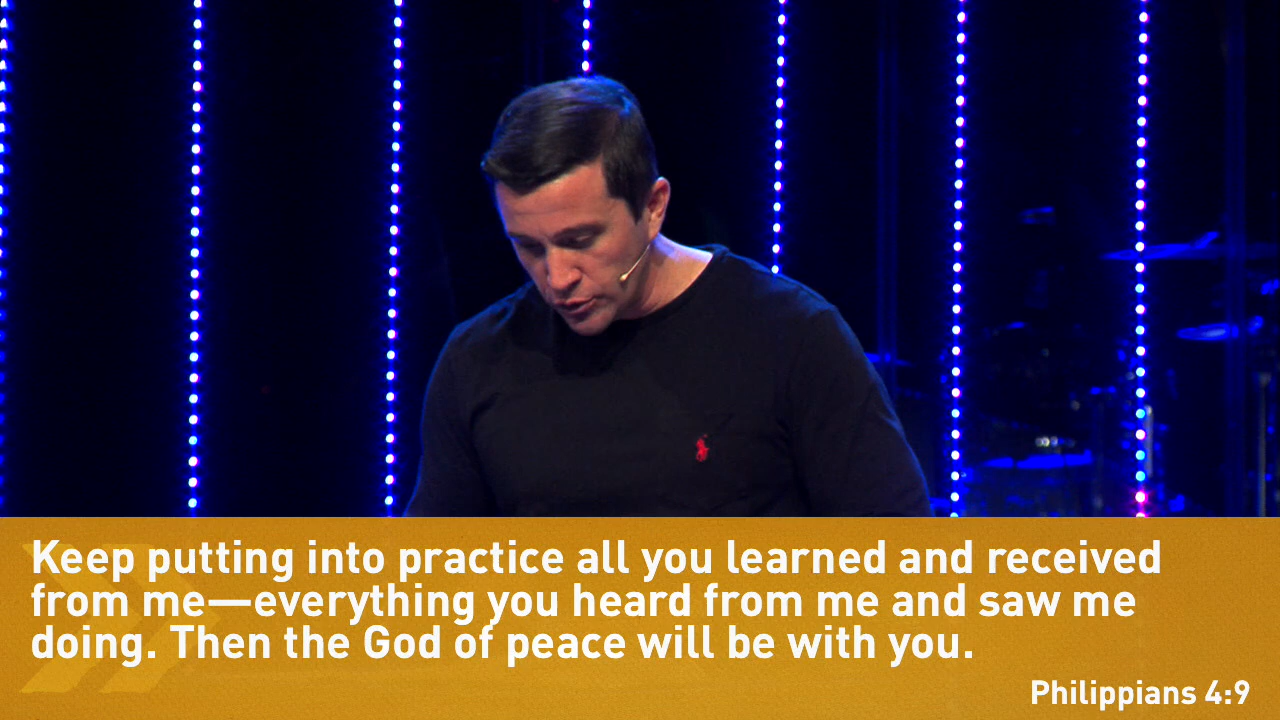 Keep putting into practice all you learned and received
from me—everything you heard from me and saw me
doing. Then the God of peace will be with you.
Philippians 4:9